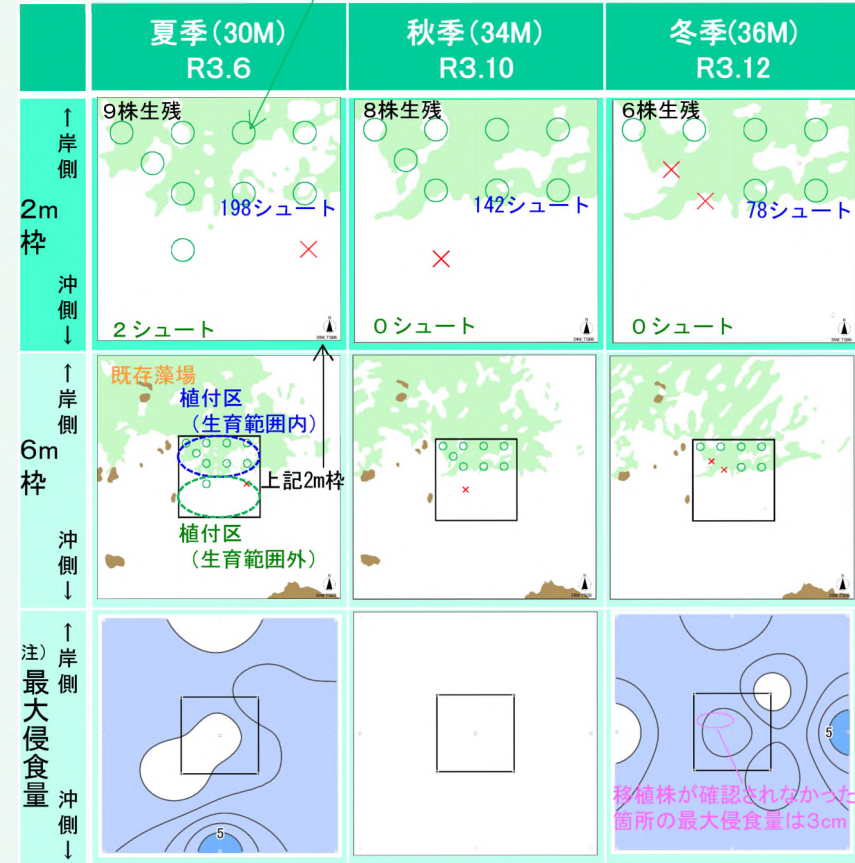 夏季(30M)
R3.6
秋季(34M)
R3.10
冬季(36M)
R3.12
↑
岸
側
2m
枠
沖
側
↓
9株生残
198シュート
2シュート
8株生残
142シュート
0シュート
6株生残
78シュート
0シュート
↑
岸
側
6m
枠
沖
側
↓
既存藻場
植付区
(生育範囲内)
上記2m枠
植付区
(生育範囲外)
↑
岸
側
注)
最
大
侵
食
量
沖
側
↓
5
5
移植株が確認されなかった
箇所の最大侵食量は3cm